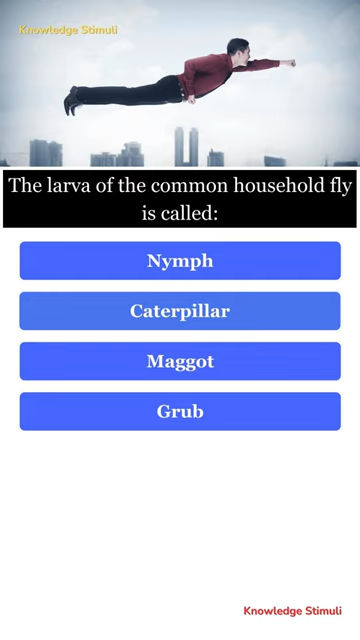 Knowledge Stimuli
The larva of the common household fly
is called:
Nymph
Caterpillar
Maggot
Grub
Knowledge Stimuli